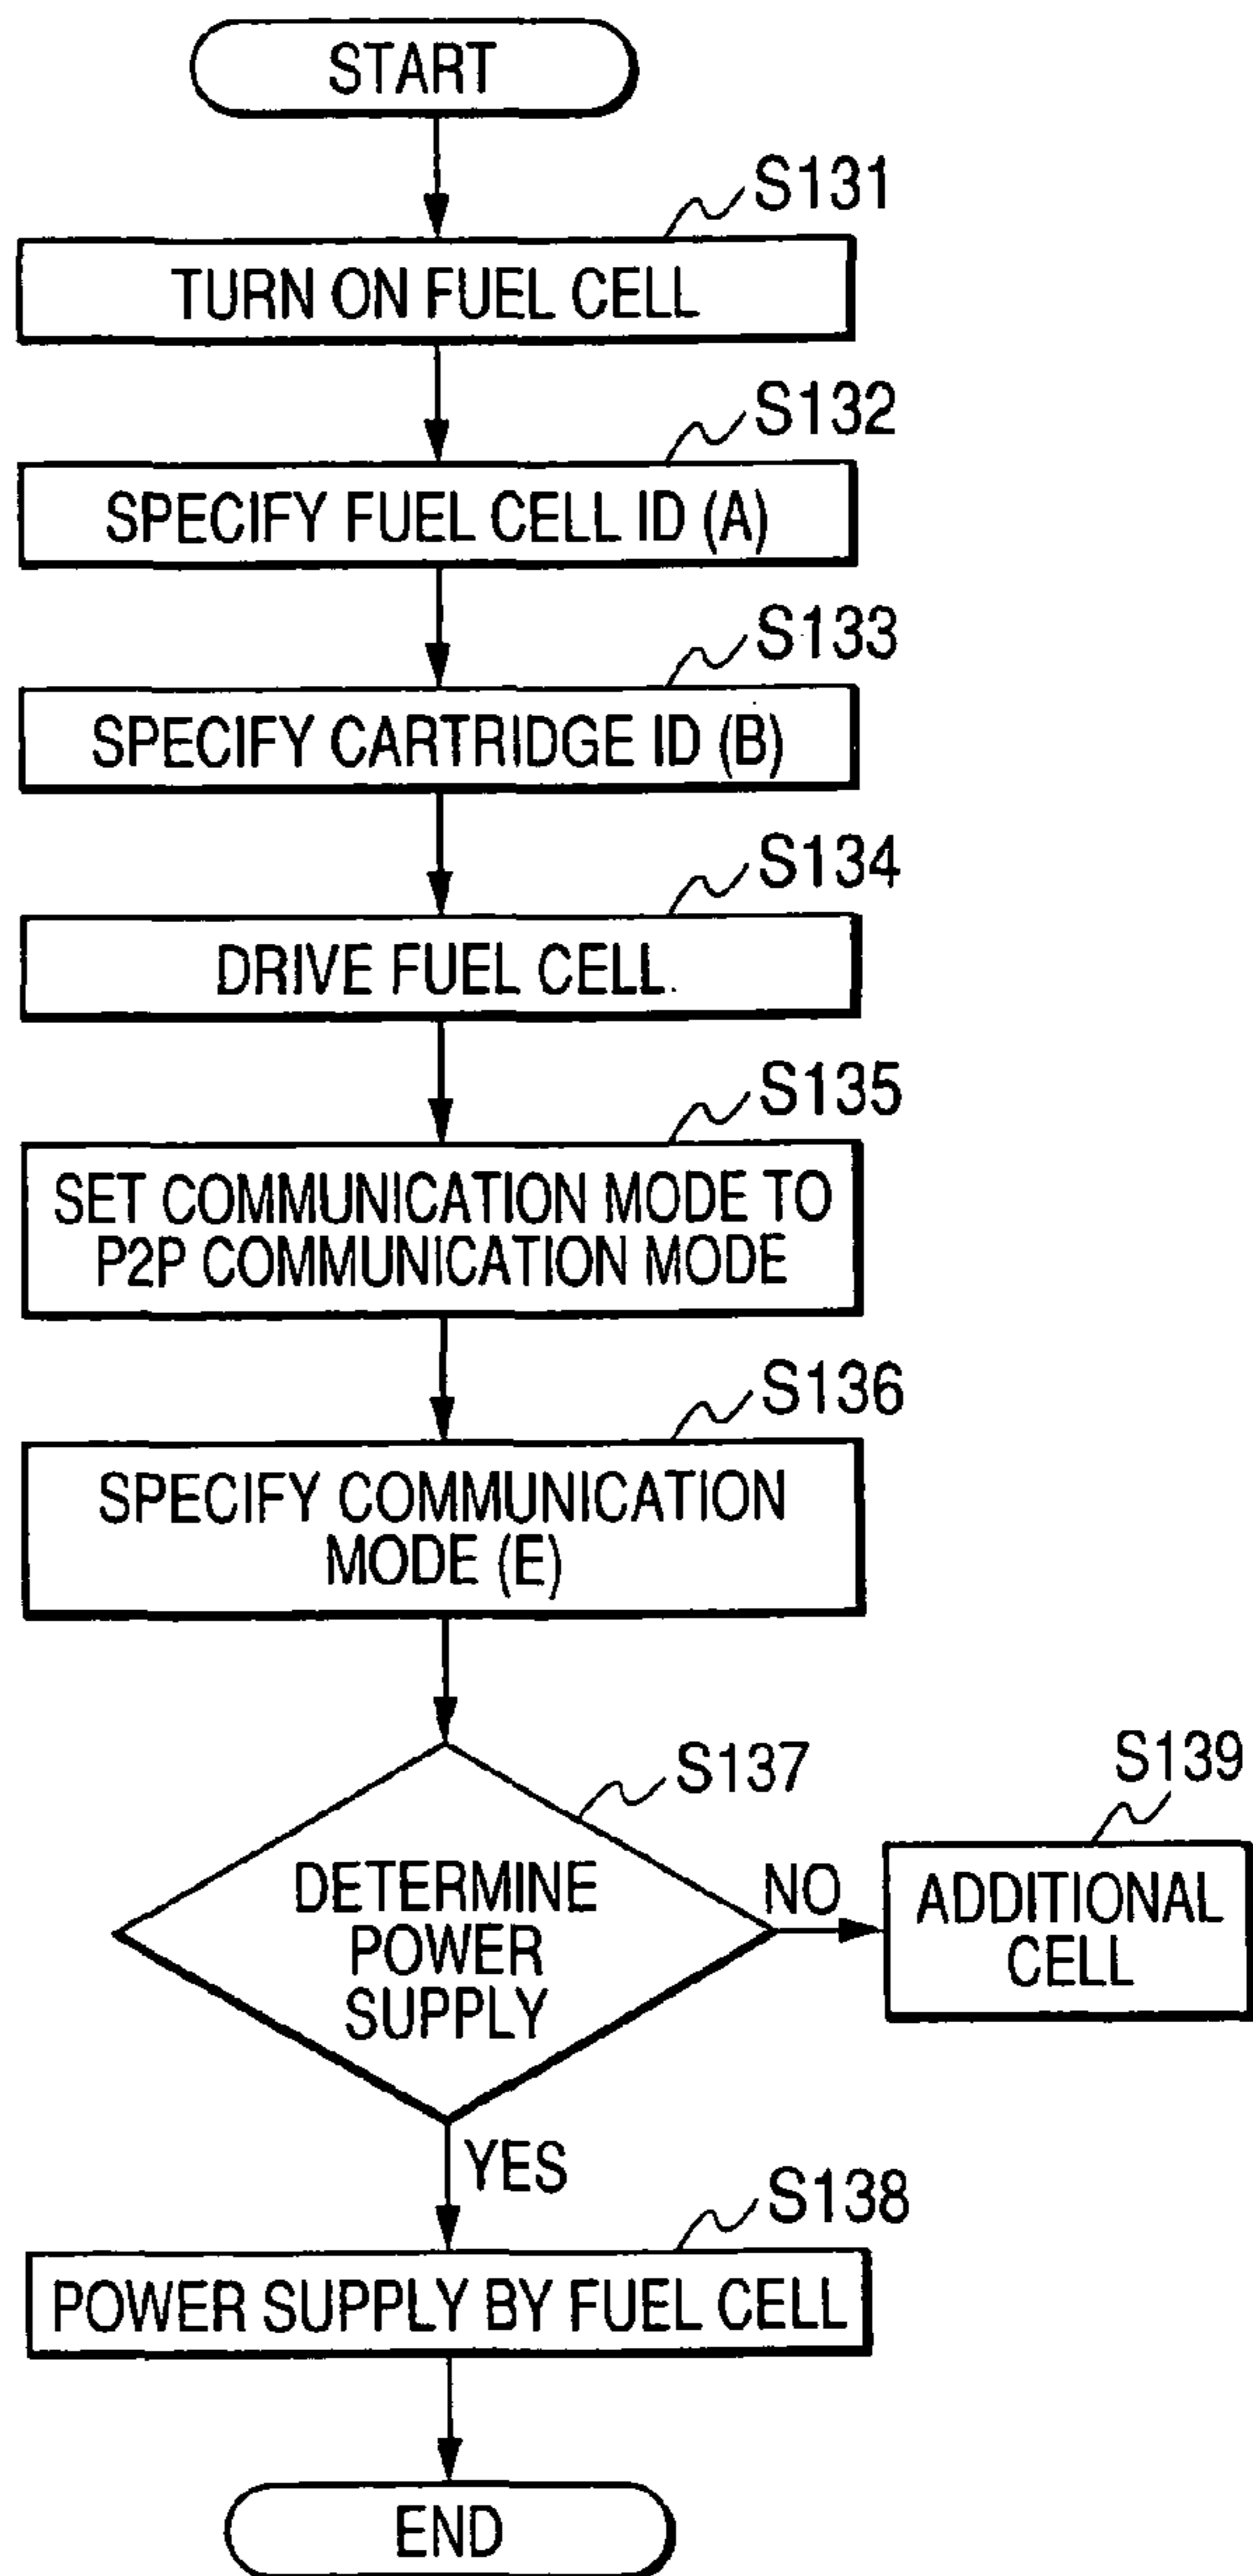 START
S131
TURN ON FUEL CELL
S132
SPECIFY FUEL CELL ID (A)
S133
SPECIFY CARTRIDGE ID (B)
S134
DRIVE FUEL CELL
S135
SET COMMUNICATION MODE TO
P2P COMMUNICATION MODE
S136
SPECIFY COMMUNICATION
MODE (E)
S137
DETERMINE
POWER
SUPPLY
NO
S139
ADDITIONAL
CELL
YES
S138
POWER SUPPLY BY FUEL CELL
END